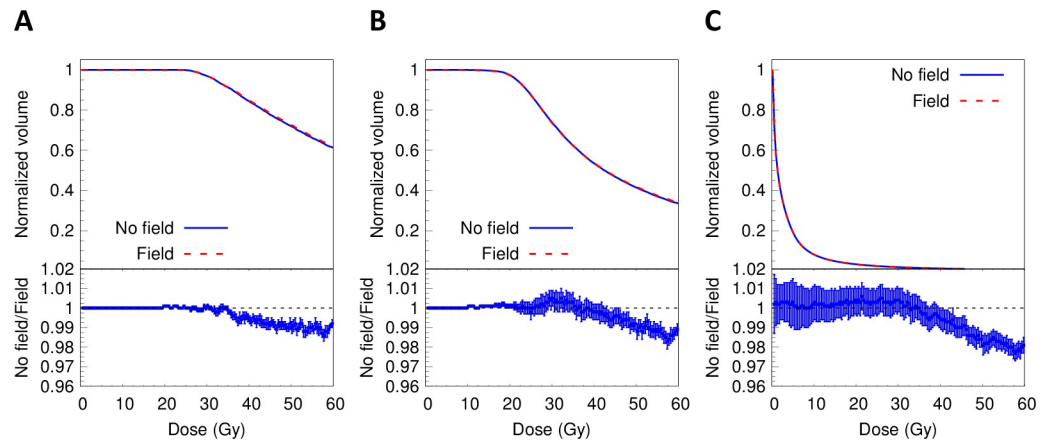 A
B
C
Normalized volume
1
0.8
0.6
0.4
0.2
No field
Field
No field/Field
1.02
1.01
1
0.99
0.98
0.97
0.96
0 10 20 30 40 50 60
Dose (Gy)
Normalized volume
1
0.8
0.6
0.4
0.2
No field
Field
No field/Field
1.02
1.01
1
0.99
0.98
0.97
0.96
0 10 20 30 40 50 60
Dose (Gy)
Normalized volume
1
0.8
0.6
0.4
0.2
No field
Field
No field/Field
1.02
1.01
1
0.99
0.98
0.97
0.96
0 10 20 30 40 50 60
Dose (Gy)